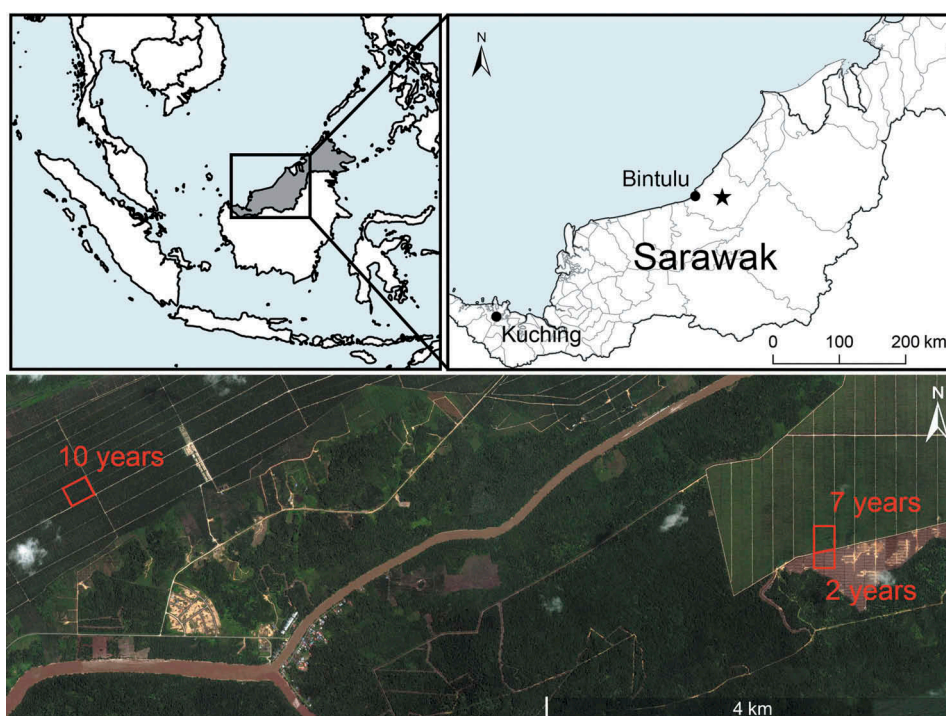 N
Bintulu
Sarawak
Kuching
0 100 200 km
N
10 years
7 years
2 years
4 km